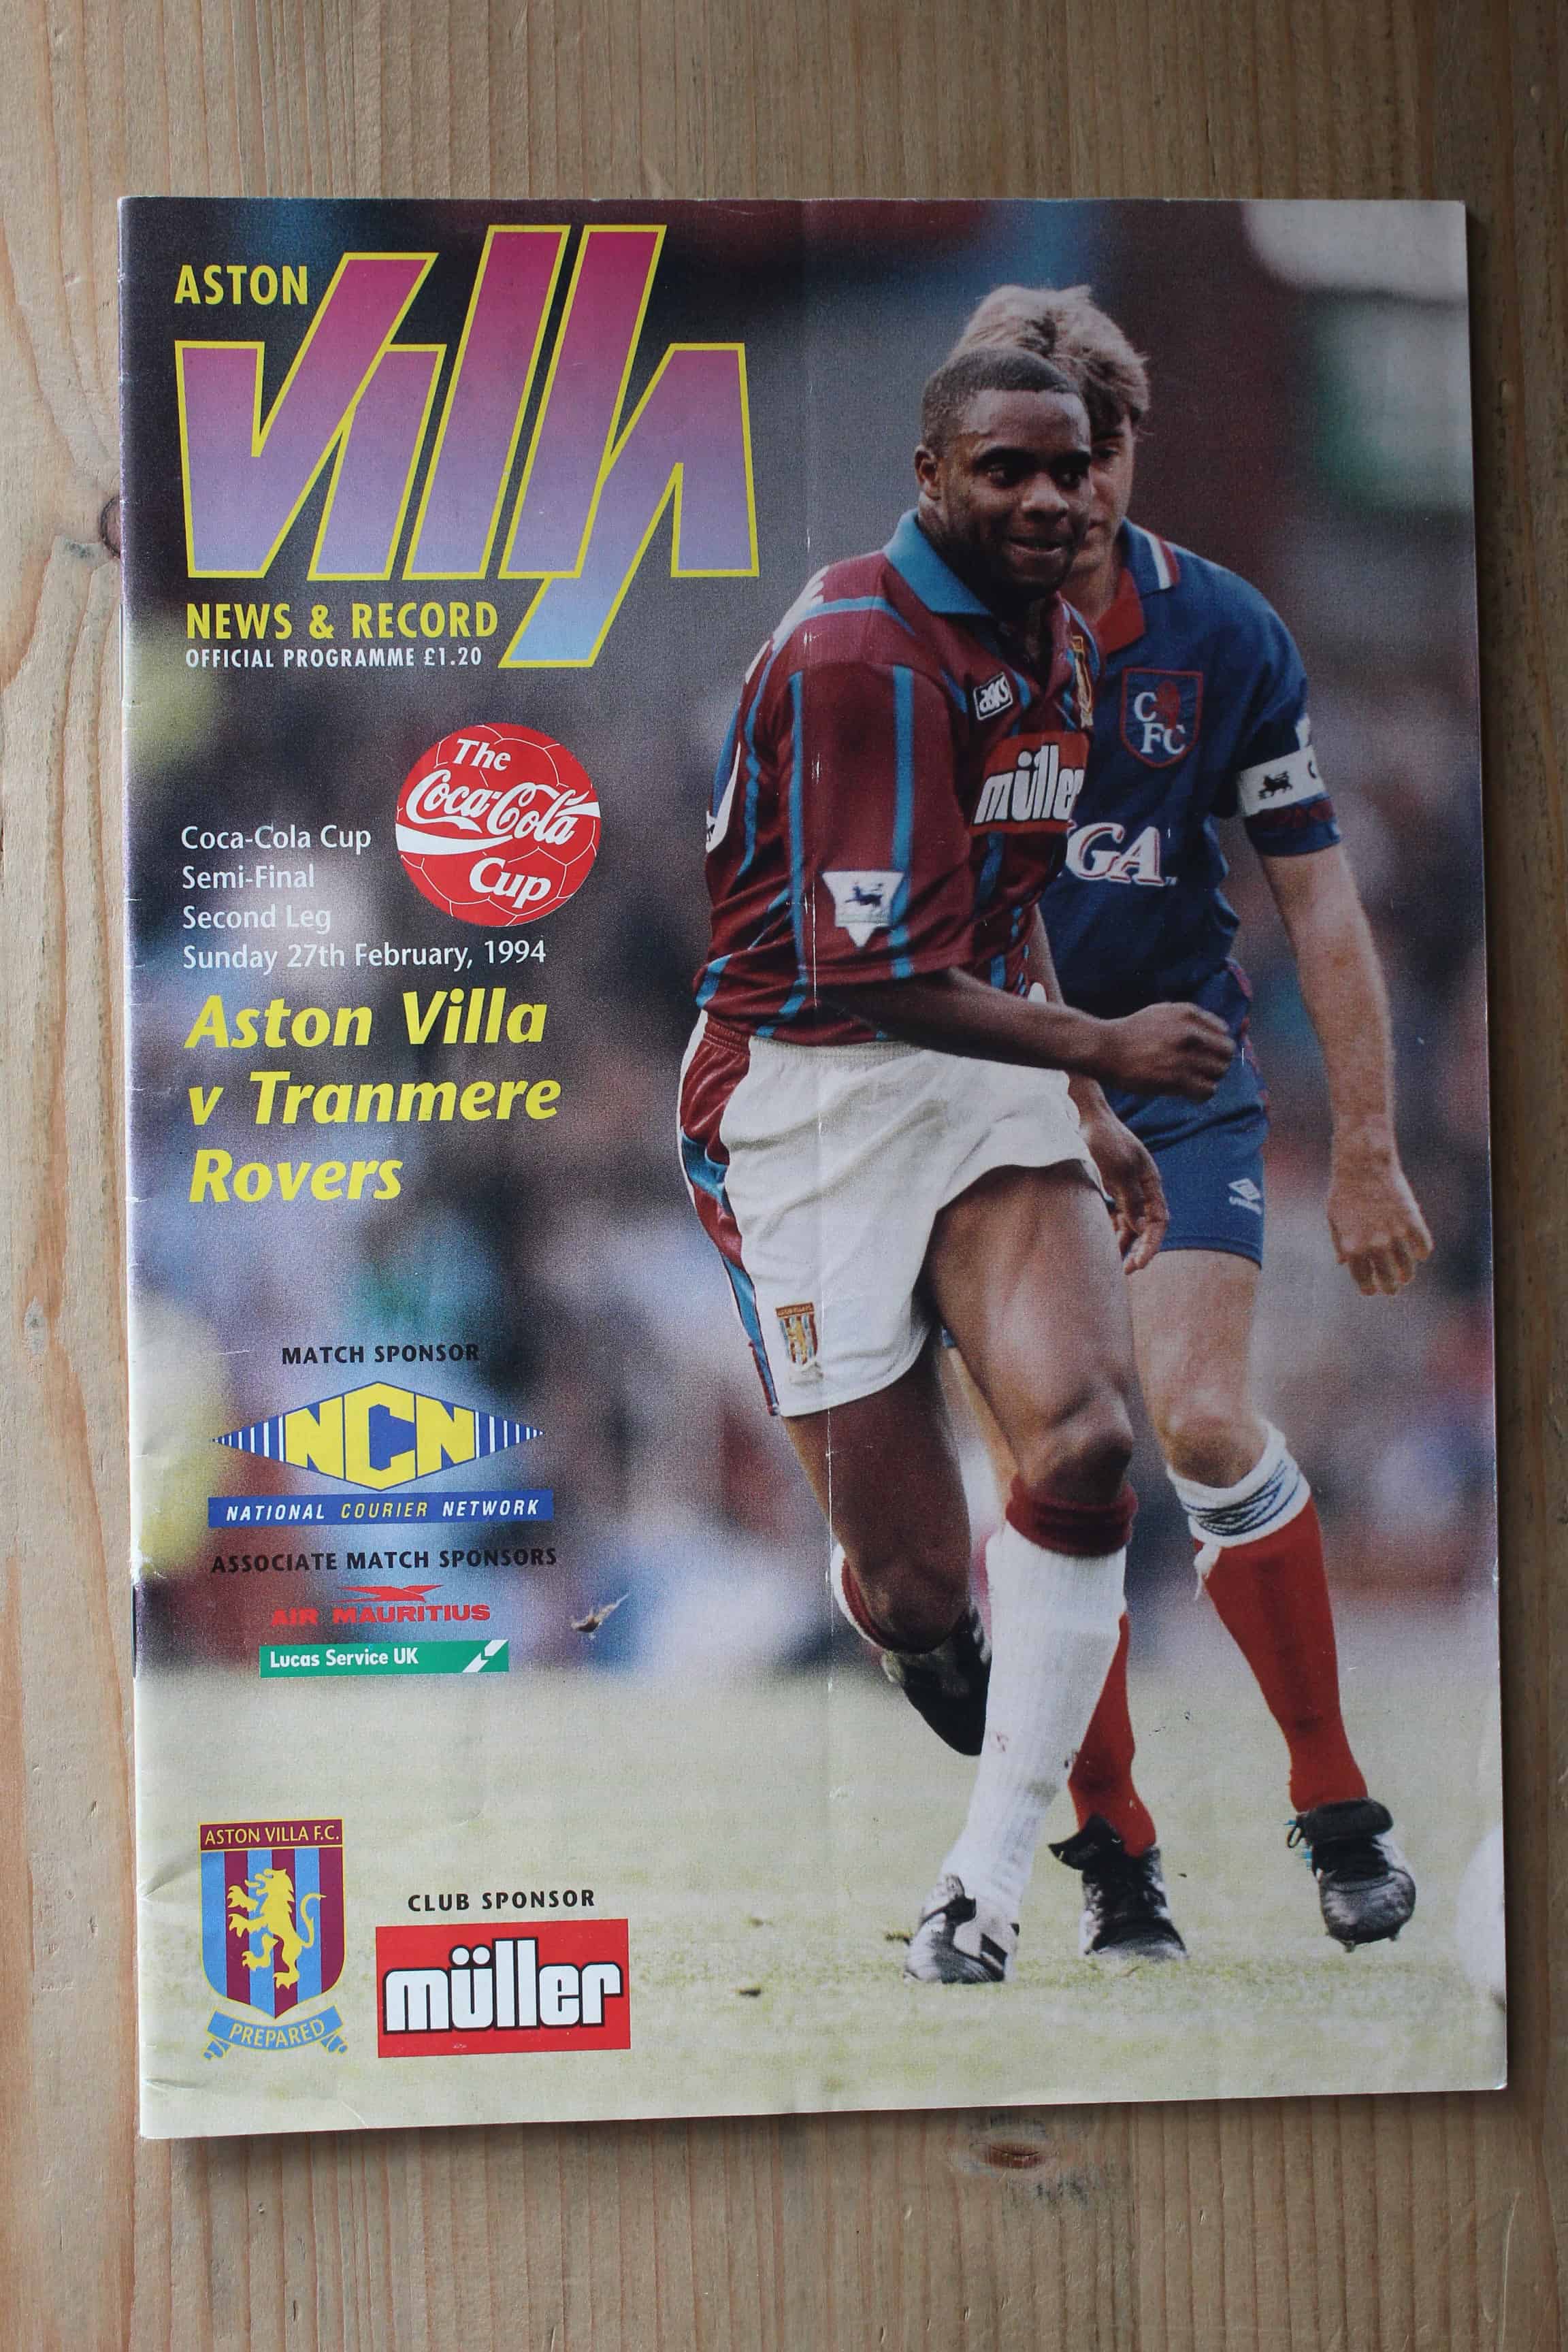 ASTON
villa
NEWS & RECORD
OFFICIAL PROGRAMME £1.20
The
Coca-Cola
Cup
Coca-Cola Cup
Semi-Final
Second Leg
Sunday 27th February, 1994
Aston Villa
v Tranmere
Rovers
MATCH SPONSOR
NCN
NATIONAL COURIER NETWORK
ASSOCIATE MATCH SPONSORS
AIR MAURITIUS
Lucas Service UK
ASTON VILLA F.C.
PREPARED
CLUB SPONSOR
müller
asics
müller
C
FC
GA